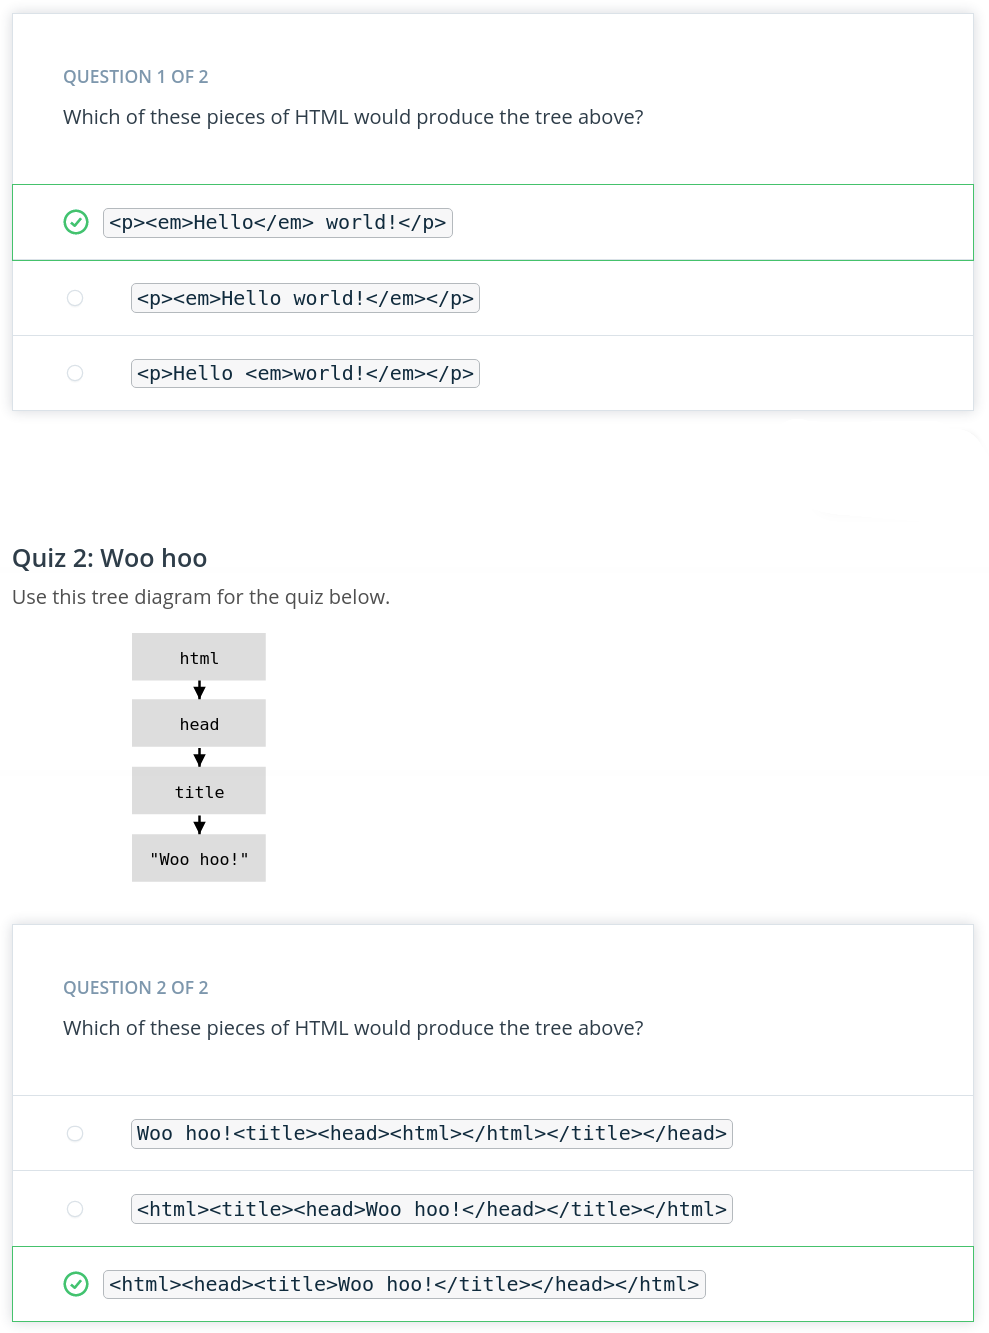 QUESTION 1 OF 2
Which of these pieces of HTML would produce the tree above?
<p><em>Hello</em> world!</p>
<p><em>Hello world!</em></p>
<p>Hello <em>world!</em></p>
Quiz 2: Woo hoo
Use this tree diagram for the quiz below.
html
head
title
"Woo hoo!"
QUESTION 2 OF 2
Which of these pieces of HTML would produce the tree above?
Woo hoo!<title><head><html></html></title></head>
<html><title><head>Woo hoo!</head></title></html>
<html><head><title>Woo hoo!</title></head></html>